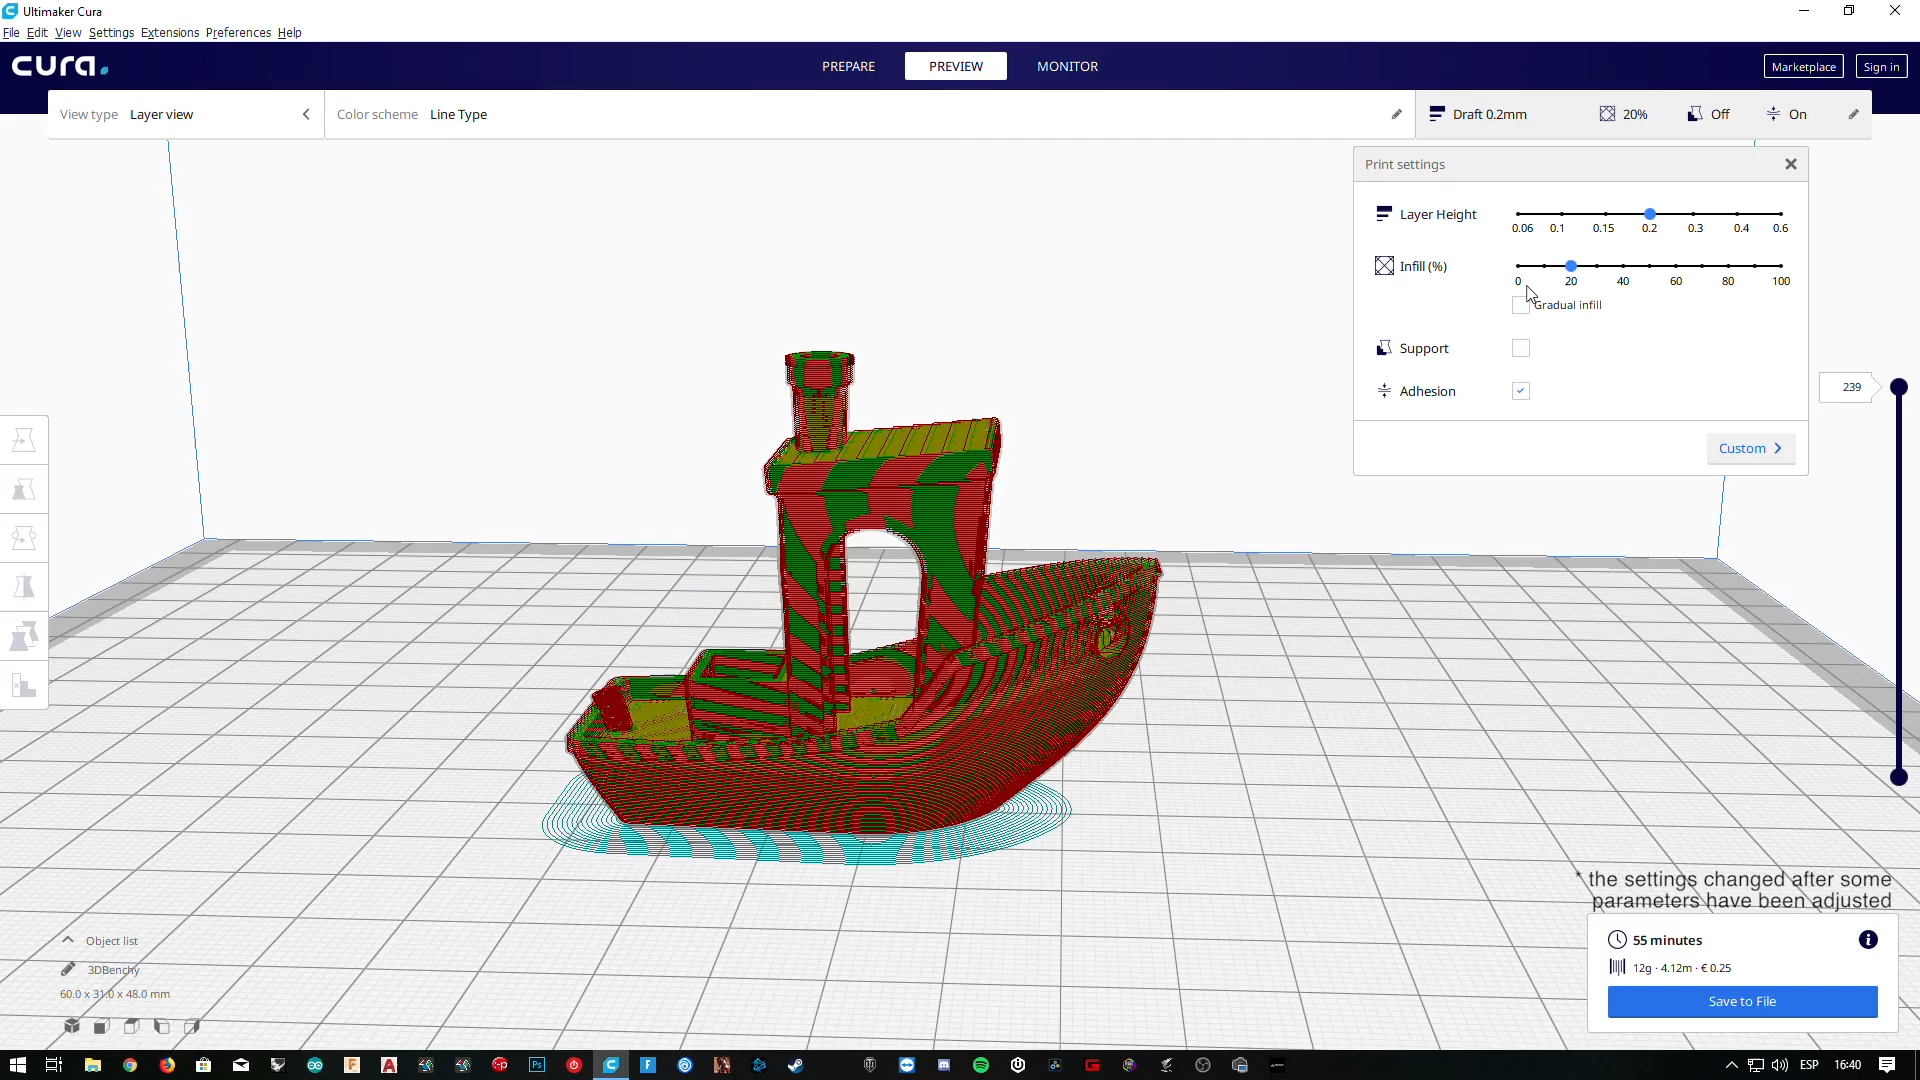 Ultimaker Cura
File Edit View Settings Extensions Preferences Help
cura.
PREPARE PREVIEW MONITOR
Marketplace Sign in
View type Layer view
Color scheme Line Type
Draft 0.2mm 20% Off On
Print settings
Layer Height
0.06 0.1 0.15 0.2 0.3 0.4 0.6
Infill (%)
0 20 40 60 80 100
Gradual infill
Support
Adhesion
Custom
239
* the settings changed after some
parameters have been adjusted
55 minutes
12g · 4.12m · € 0.25
Save to File
Object list
3DBenchy
60.0 x 31.0 x 48.0 mm
ESP 16:40